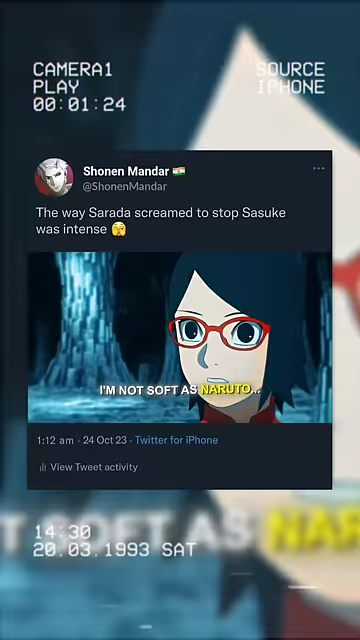 CAMERA1
PLAY
00:01:24
SOURCE
IPHONE
Shonen Mandar 🇮🇳
@ShonenMandar
The way Sarada screamed to stop Sasuke
was intense 🫣
I'M NOT SOFT AS NARUTO...
1:12 am · 24 Oct 23 · Twitter for iPhone
View Tweet activity
T SOFT AS NAR
14:30
20.03.1993 SAT